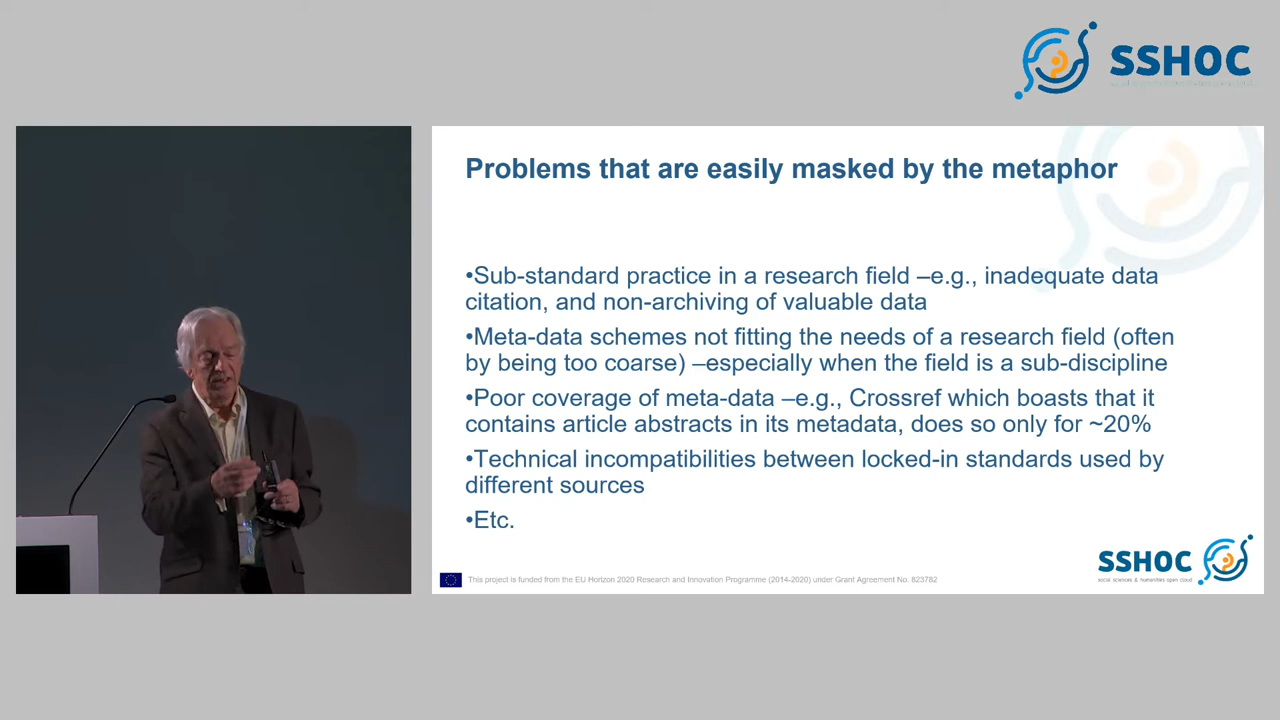 SSHOC
Problems that are easily masked by the metaphor
•Sub-standard practice in a research field –e.g., inadequate data
citation, and non-archiving of valuable data
•Meta-data schemes not fitting the needs of a research field (often
by being too coarse) –especially when the field is a sub-discipline
•Poor coverage of meta-data –e.g., Crossref which boasts that it
contains article abstracts in its metadata, does so only for ~20%
•Technical incompatibilities between locked-in standards used by
different sources
•Etc.
SSHOC
social sciences & humanities open cloud
This project is funded from the EU Horizon 2020 Research and Innovation Programme (2014-2020) under Grant Agreement No. 823782